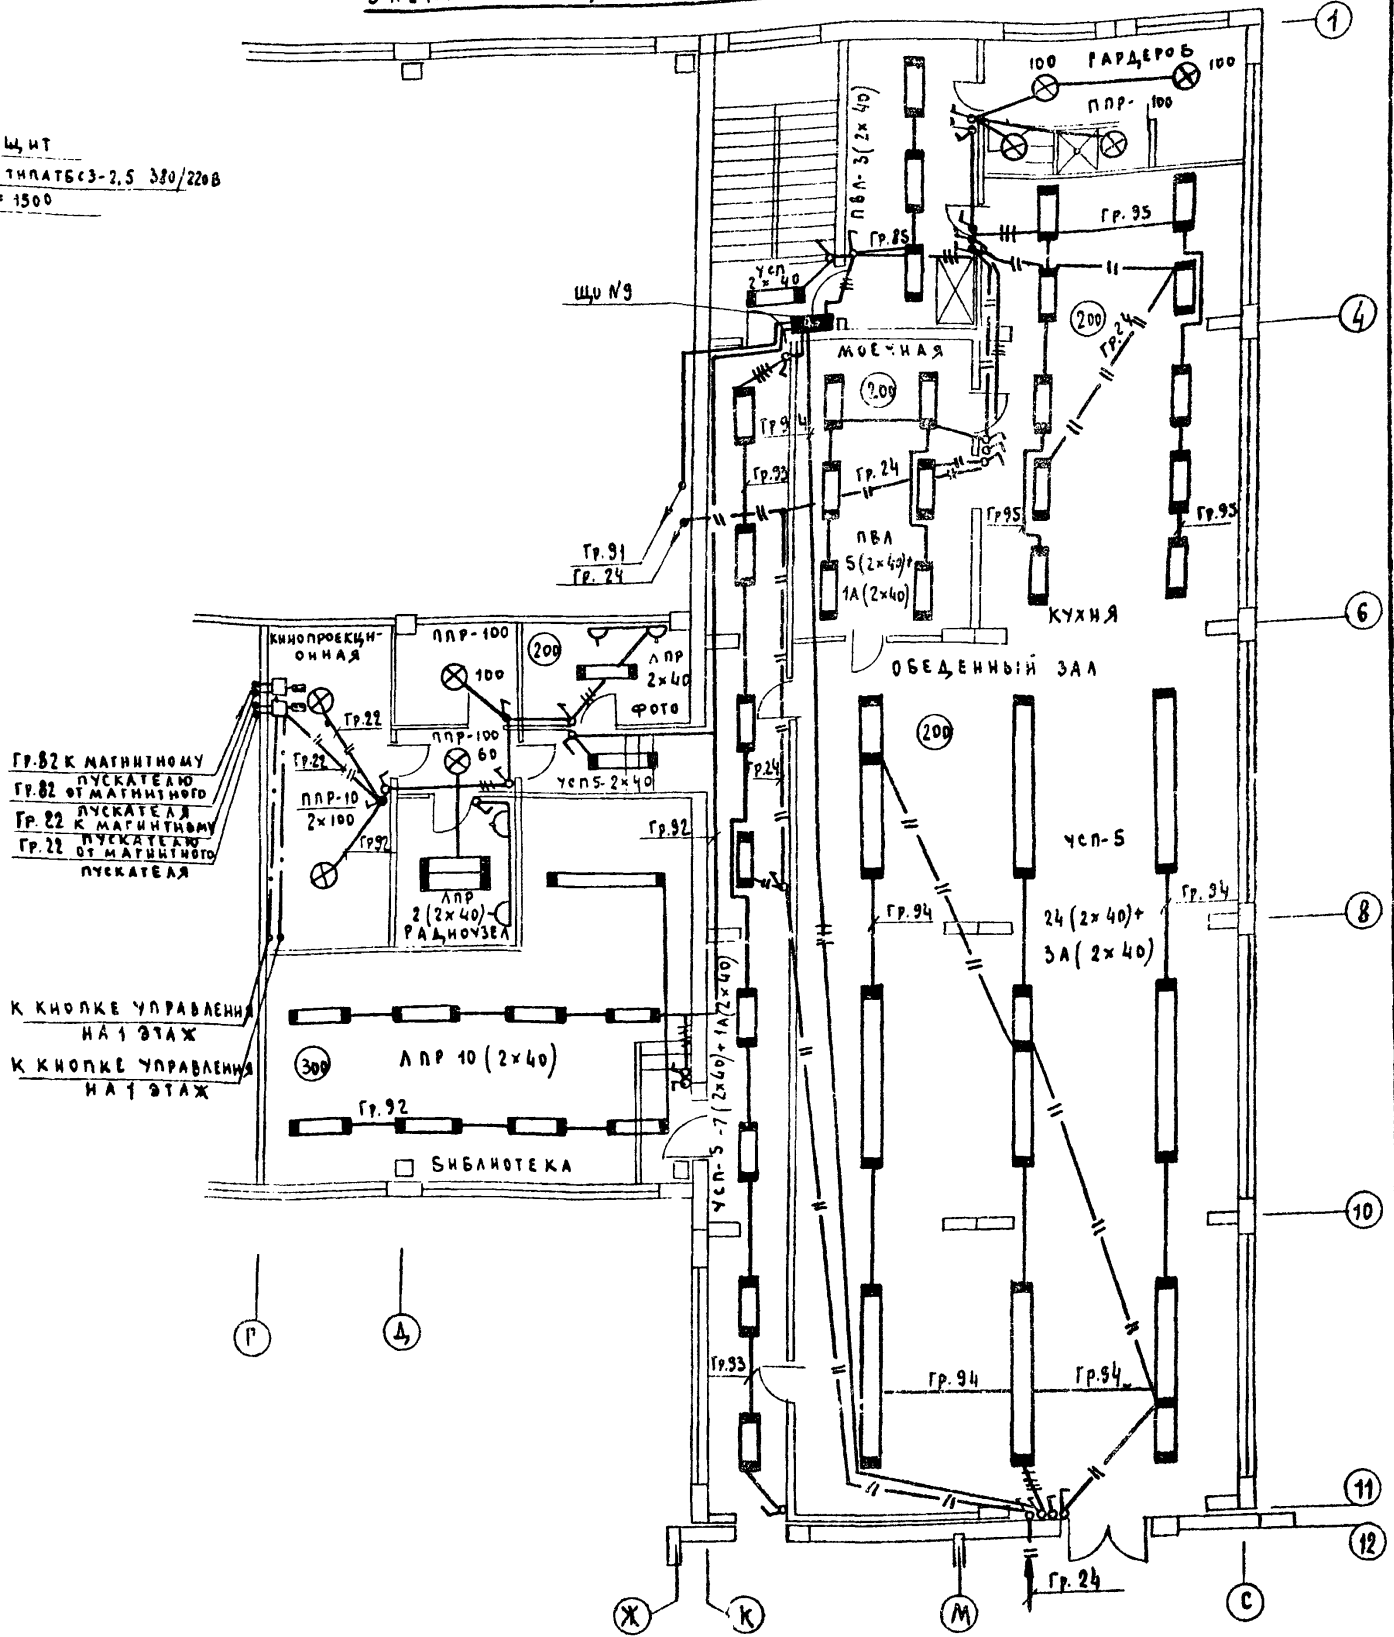 1
ГАРДЕРОБ
100
100
ППР- 100
ЩИТ
380/220В
1500
ПВЛ-3(2×40)
Гр.85
Гр. 95
УСП
2×40
ЩО №9
200
Гр.24
4
МОЕЧНАЯ
200
Гр.94
Гр.93
Гр.24
Гр95
Гр.95
ПВЛ
5(2×40)+
1А(2×40)
Гр.91
Гр. 24
КУХНЯ
6
КИНОПРОЕКЦИ-
ОННАЯ
ППР-100
100
200
ЛПР
2×40
ФОТО
ОБЕДЕННЫЙ ЗАЛ
200
Гр.22
Гр.22
ППР-100
60
УСП5-2×40
Гр.24
ГР.82 К МАГНИТНОМУ
ПУСКАТЕЛЮ
ГР.82 ОТ МАГНИТНОГО
ПУСКАТЕЛЯ
Гр. 22 К МАГНИТНОМУ
ПУСКАТЕЛЮ
Гр.22 ОТ МАГНИТНОГО
ПУСКАТЕЛЯ
ППР-10
2×100
Гр92
Гр.92
УСП-5
ЛПР
2(2×40)-
РАДИОУЗЕЛ
Гр.94
24(2×40)+
3А(2×40)
Гр.94
8
К КНОПКЕ УПРАВЛЕНИЯ
НА 1 ЭТАЖ
К КНОПКЕ УПРАВЛЕНИЯ
НА 1 ЭТАЖ
300
ЛПР 10 (2×40)
Гр.92
БИБЛИОТЕКА
УСП-5-7(2×40)+1А(2×40)
10
Г
Д
Гр.93
Гр.94
Гр.94
11
12
Гр.24
Ж
К
М
С